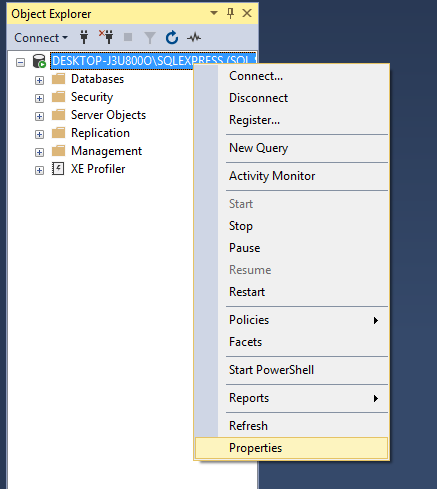 Object Explorer
Connect
DESKTOP-J3U800O\SQLEXPRESS (SQL
Databases
Security
Server Objects
Replication
Management
XE Profiler
Connect...
Disconnect
Register...
New Query
Activity Monitor
Start
Stop
Pause
Resume
Restart
Policies
Facets
Start PowerShell
Reports
Refresh
Properties